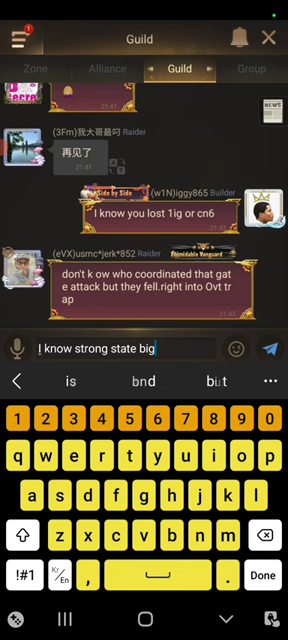 1
Guild
Zone Alliance Guild Group
21:41
NEWS
(3Fm)我大哥最叼 Raider
再见了
21:41
Side by Side (w1N)iggy865 Builder
I know you lost 1ig or cn6
21:42
(eVX)usmc*jerk*852 Raider Formidable Vanguard
don't k ow who coordinated that gat
e attack but they fell.right into Ovt tr
ap
21:43
I know strong state big
is bnd but
1 2 3 4 5 6 7 8 9 0
q w e r t y u i o p
a s d f g h j k l
z x c v b n m
!#1 Kr/En , . Done